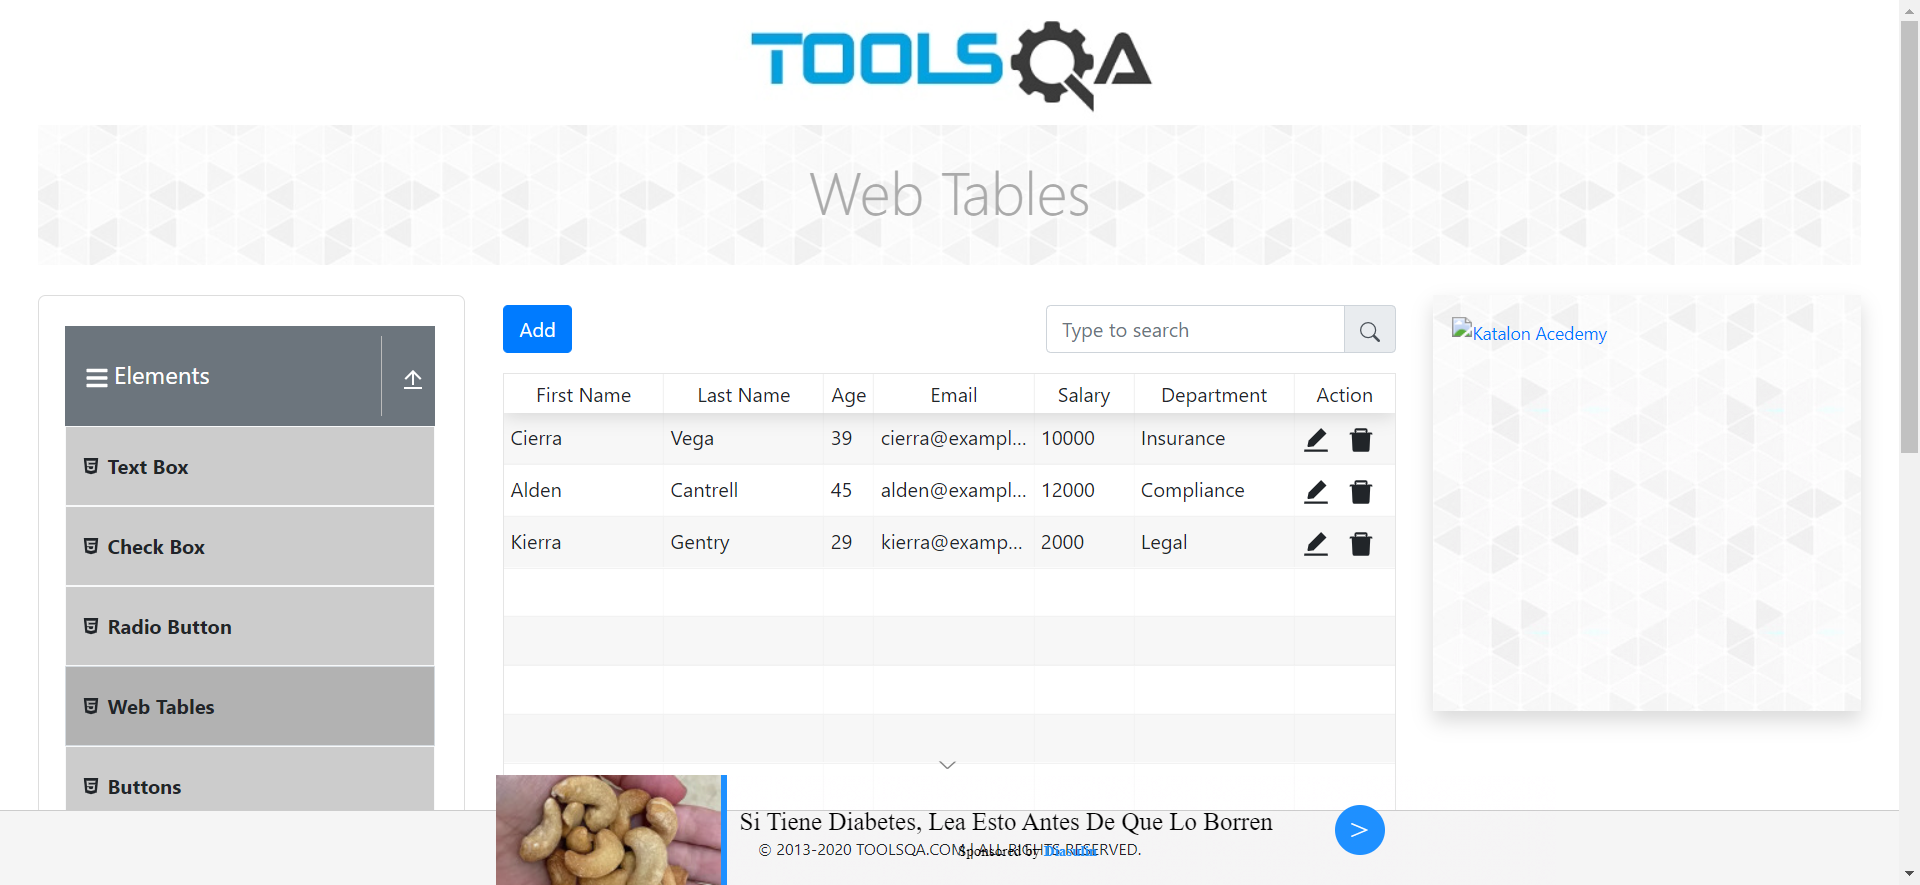 TOOLSQA
Web Tables
Elements
Text Box
Check Box
Radio Button
Web Tables
Buttons
Add
Type to search
First Name Last Name Age Email Salary Department Action
Cierra Vega 39 cierra@exampl... 10000 Insurance
Alden Cantrell 45 alden@exampl... 12000 Compliance
Kierra Gentry 29 kierra@examp... 2000 Legal
Katalon Acedemy
Si Tiene Diabetes, Lea Esto Antes De Que Lo Borren
>
© 2013-2020 TOOLSQA.COM | ALL RIGHTS RESERVED.
Sponsored by